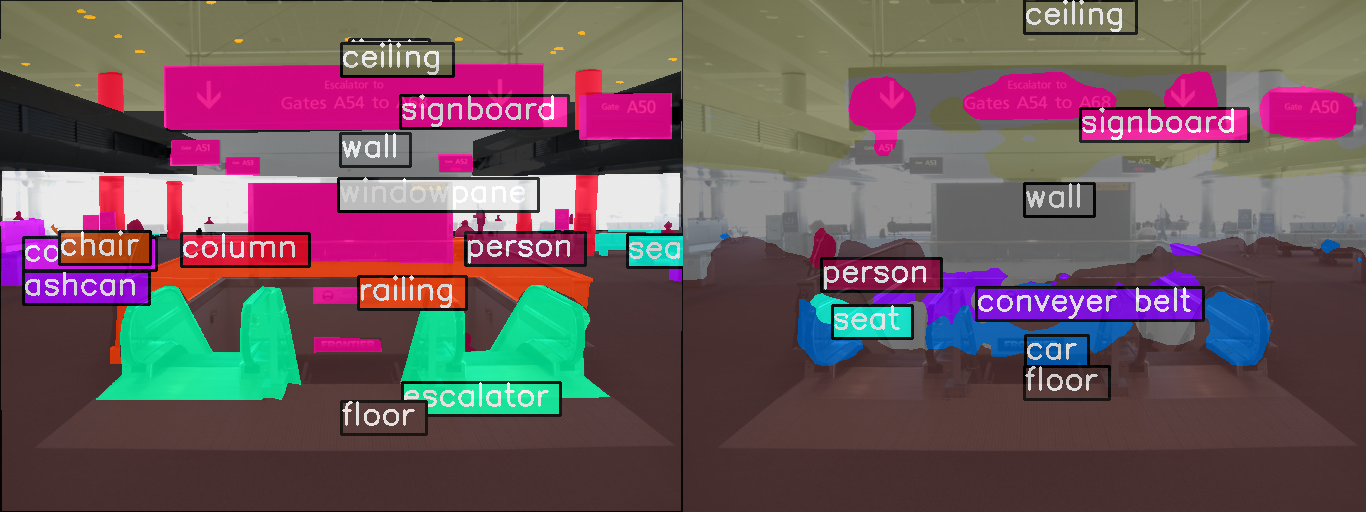 ceiling
Escalator to
Gates A54 to A
signboard
Gate A50
wall
A51
A52
windowpane
co
chair
column
person
sea
ashcan
railing
FRONTIER
escalator
floor
ceiling
Escalator to
Gates A54 to A68
signboard
Gate A50
A51
A52
wall
person
conveyer belt
seat
car
floor